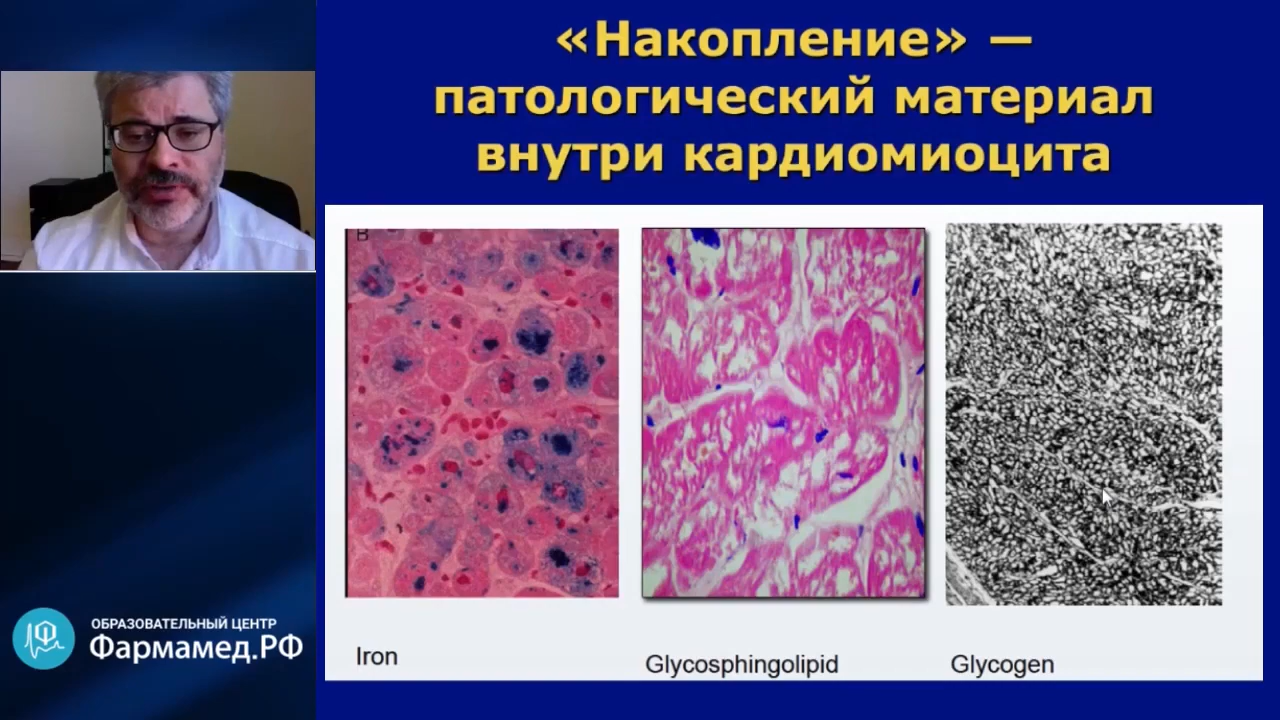 «Накопление» —
патологический материал
внутри кардиомиоцита
B
Iron
Glycosphingolipid
Glycogen
ОБРАЗОВАТЕЛЬНЫЙ ЦЕНТР
Фармамед.РФ